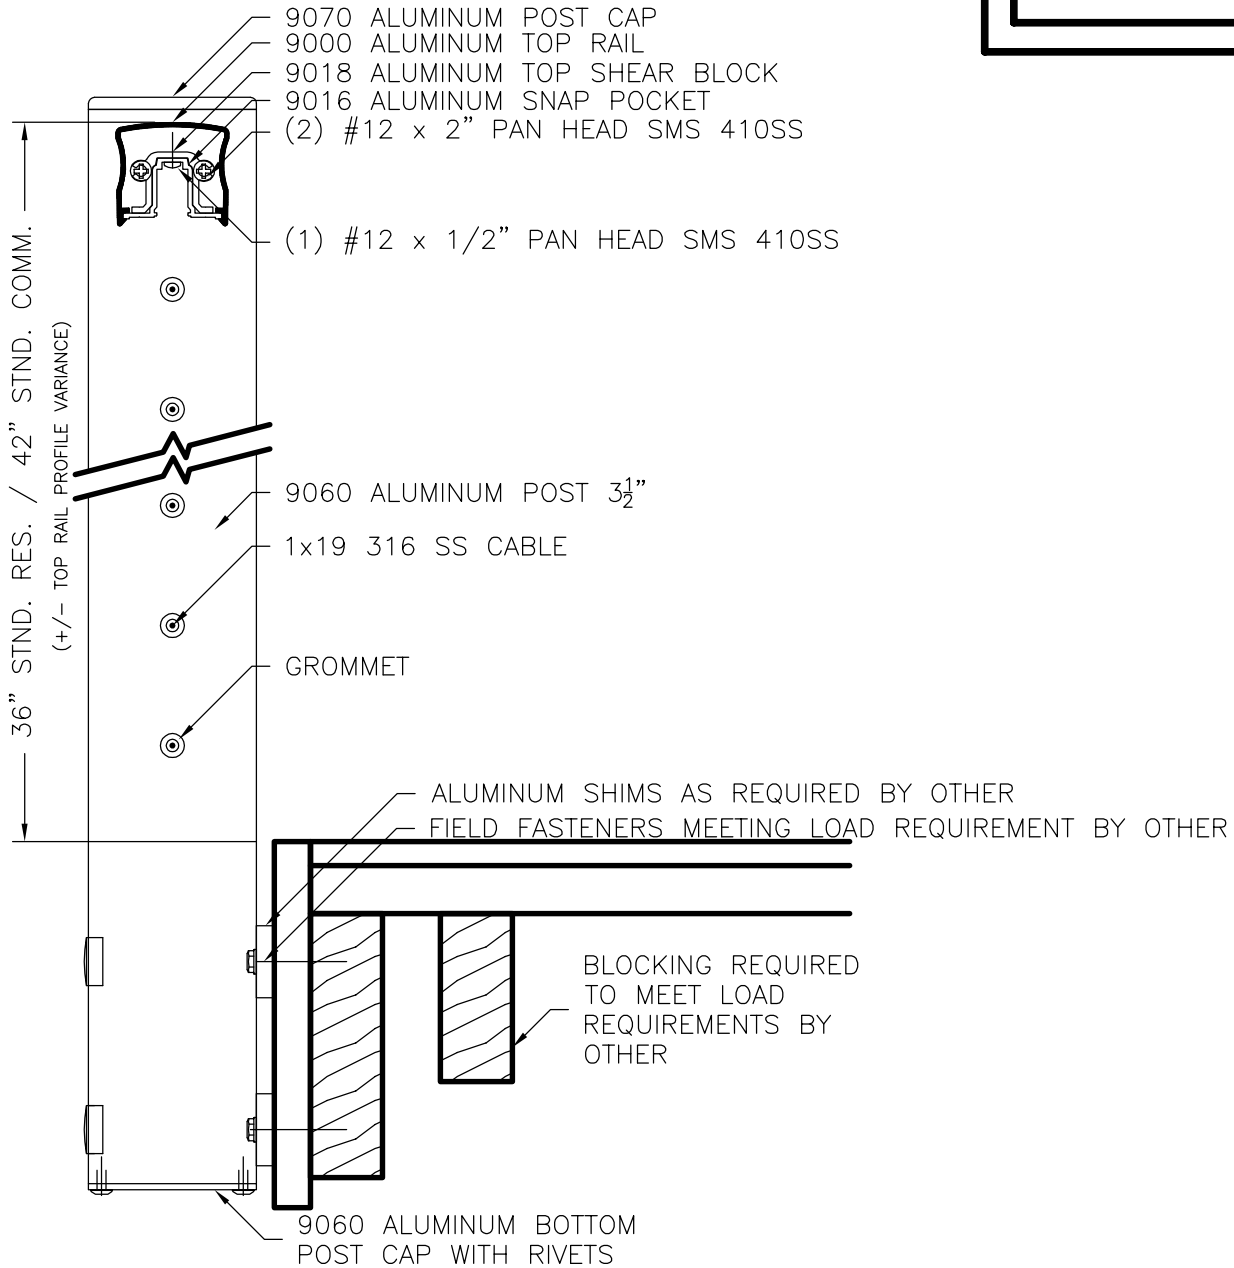 9070 ALUMINUM POST CAP
9000 ALUMINUM TOP RAIL
9018 ALUMINUM TOP SHEAR BLOCK
9016 ALUMINUM SNAP POCKET
(2) #12 x 2" PAN HEAD SMS 410SS
(1) #12 x 1/2" PAN HEAD SMS 410SS
36" STND. RES. / 42" STND. COMM.
(+/- TOP RAIL PROFILE VARIANCE)
9060 ALUMINUM POST 3½"
1x19 316 SS CABLE
GROMMET
ALUMINUM SHIMS AS REQUIRED BY OTHER
FIELD FASTENERS MEETING LOAD REQUIREMENT BY OTHER
BLOCKING REQUIRED
TO MEET LOAD
REQUIREMENTS BY
OTHER
9060 ALUMINUM BOTTOM
POST CAP WITH RIVETS